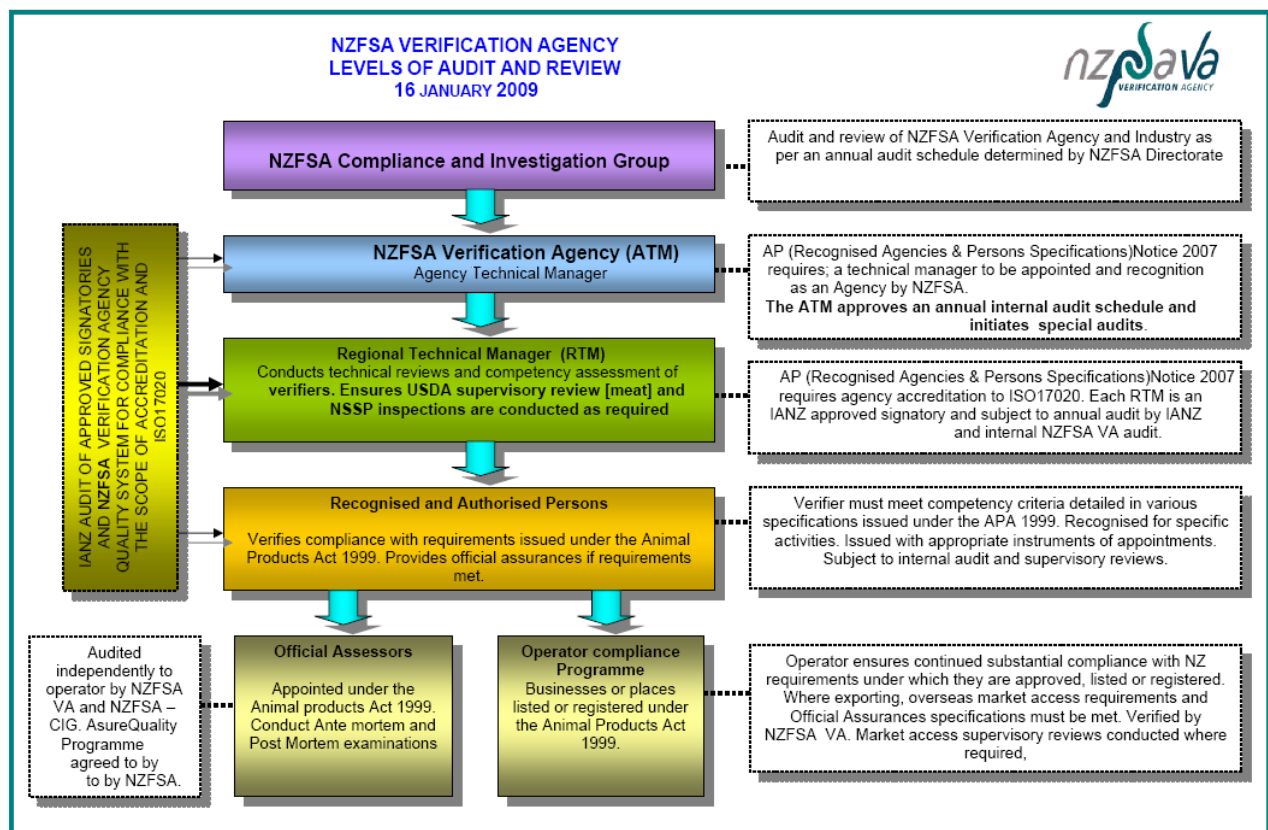 NZFSA VERIFICATION AGENCY
LEVELS OF AUDIT AND REVIEW
16 JANUARY 2009
nzfsava
VERIFICATION AGENCY
NZFSA Compliance and Investigation Group
Audit and review of NZFSA Verification Agency and Industry as
per an annual audit schedule determined by NZFSA Directorate
IANZ AUDIT OF APPROVED SIGNATORIES
AND NZFSA VERIFICATION AGENCY
QUALITY SYSTEM FOR COMPLIANCE WITH
THE SCOPE OF ACCREDITATION AND
ISO17020
NZFSA Verification Agency (ATM)
Agency Technical Manager
AP (Recognised Agencies & Persons Specifications)Notice 2007
requires; a technical manager to be appointed and recognition
as an Agency by NZFSA.
The ATM approves an annual internal audit schedule and
initiates special audits.
Regional Technical Manager (RTM)
Conducts technical reviews and competency assessment of
verifiers. Ensures USDA supervisory review [meat] and
NSSP inspections are conducted as required
AP (Recognised Agencies & Persons Specifications)Notice 2007
requires agency accreditation to ISO17020. Each RTM is an
IANZ approved signatory and subject to annual audit by IANZ
and internal NZFSA VA audit.
Recognised and Authorised Persons
Verifies compliance with requirements issued under the Animal
Products Act 1999. Provides official assurances if requirements
met.
Verifier must meet competency criteria detailed in various
specifications issued under the APA 1999. Recognised for specific
activities. Issued with appropriate instruments of appointments.
Subject to internal audit and supervisory reviews.
Audited
independently to
operator by NZFSA
VA and NZFSA –
CIG. AsureQuality
Programme
agreed to by
to by NZFSA.
Official Assessors
Appointed under the
Animal products Act 1999.
Conduct Ante mortem and
Post Mortem examinations
Operator compliance
Programme
Businesses or places
listed or registered under
the Animal Products Act
1999.
Operator ensures continued substantial compliance with NZ
requirements under which they are approved, listed or registered.
Where exporting, overseas market access requirements and
Official Assurances specifications must be met. Verified by
NZFSA VA. Market access supervisory reviews conducted where
required,